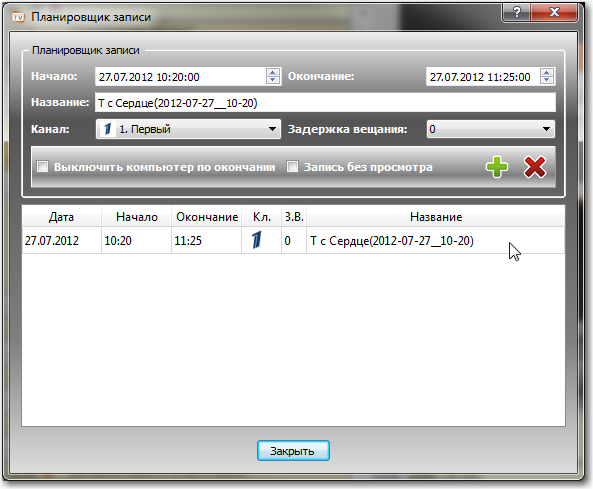 TV Планировщик записи ?
Планировщик записи
Начало: 27.07.2012 10:20:00 Окончание: 27.07.2012 11:25:00
Название: Т с Сердце(2012-07-27__10-20)
Канал: 1 1. Первый Задержка вещания: 0
Выключить компьютер по окончании Запись без просмотра
Дата Начало Окончание Кл. З.В. Название
27.07.2012 10:20 11:25 1 0 Т с Сердце(2012-07-27__10-20)
Закрыть